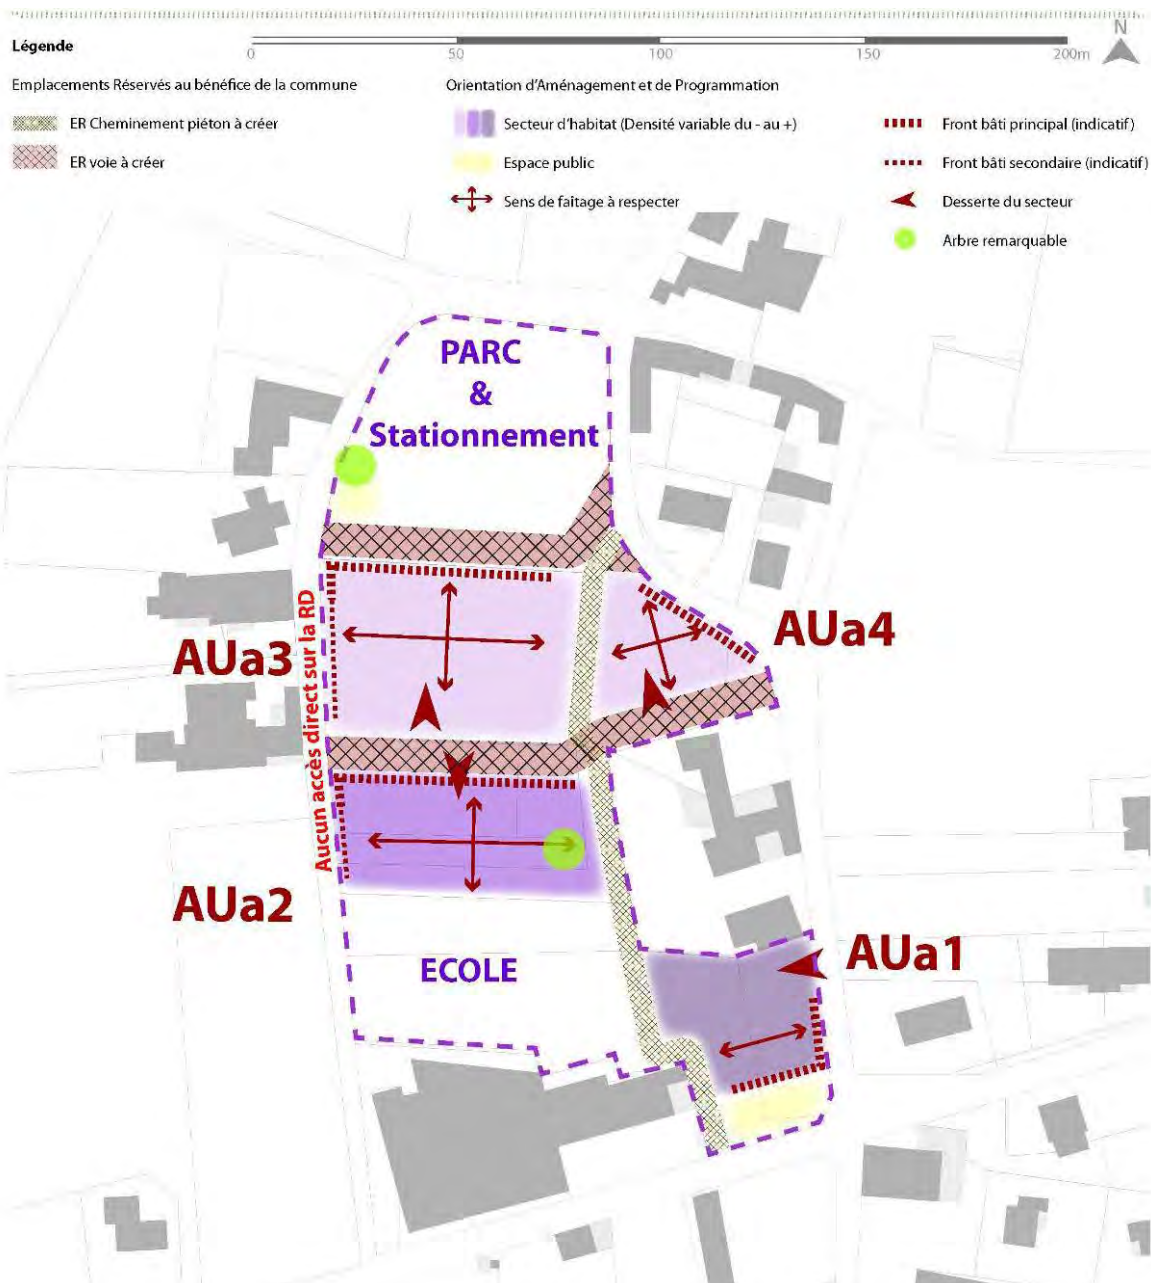 N
Légende
0 50 100 150 200m
Emplacements Réservés au bénéfice de la commune
ER Cheminement piéton à créer
ER voie à créer
Orientation d'Aménagement et de Programmation
Secteur d'habitat (Densité variable du - au +)
Espace public
Sens de faîtage à respecter
Front bâti principal (indicatif)
Front bâti secondaire (indicatif)
Desserte du secteur
Arbre remarquable
PARC
&
Stationnement
AUa3
Aucun accès direct sur la RD
AUa4
AUa2
ECOLE
AUa1